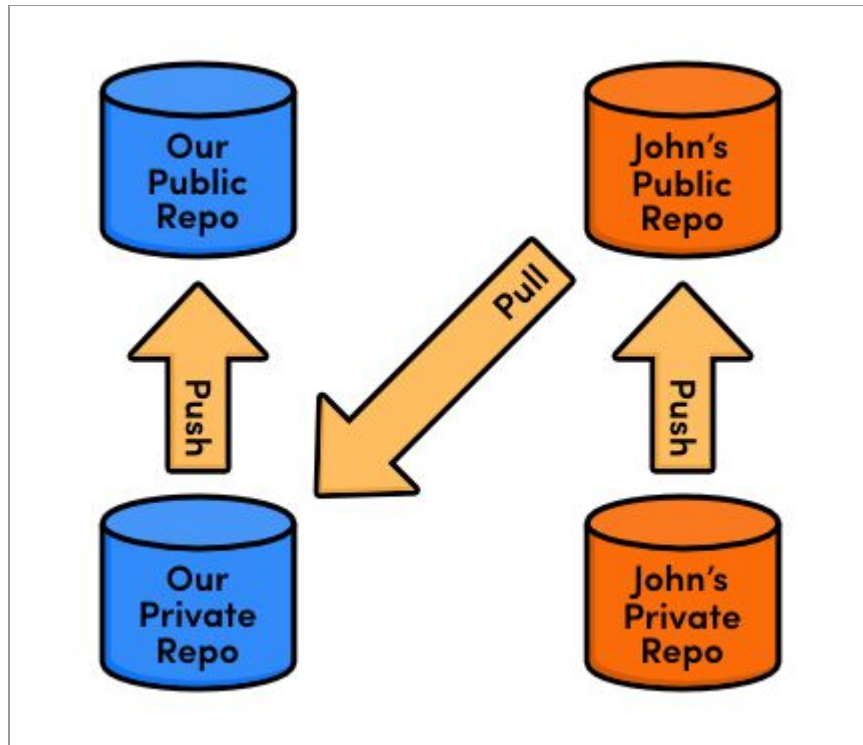 Our
Public
Repo
John's
Public
Repo
Pull
Push
Push
Our
Private
Repo
John's
Private
Repo